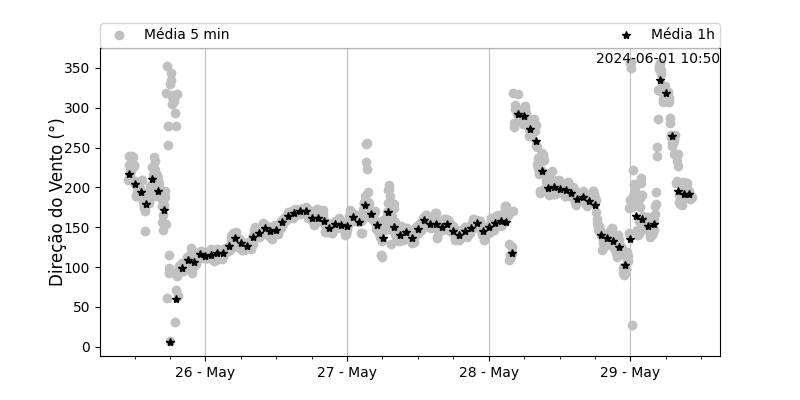 Média 5 min
Média 1h
2024-06-01 10:50
Direção do Vento (°)
350
300
250
200
150
100
50
0
26 - May
27 - May
28 - May
29 - May